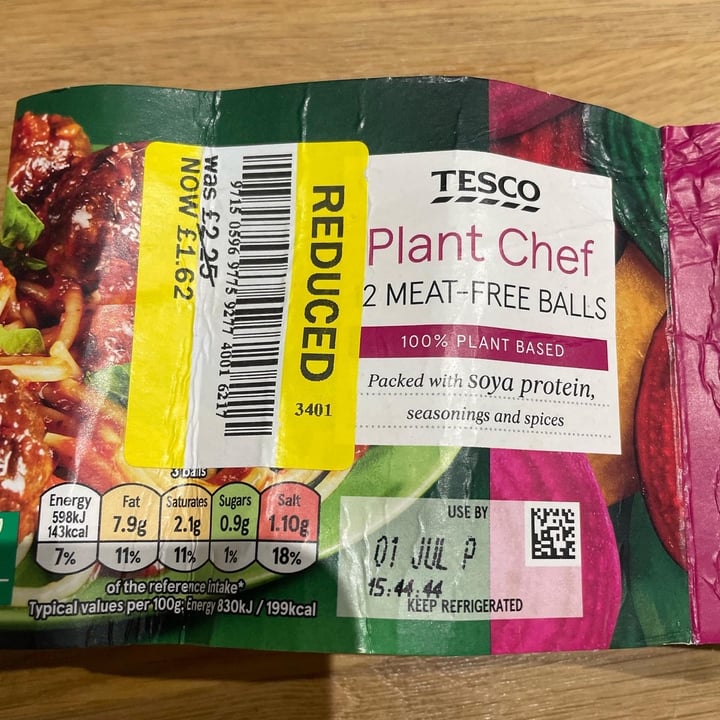 REDUCED
9715 0596 9775 9277 4001 6217
was £2.25
NOW £1.62
3401
TESCO
Plant Chef
2 MEAT-FREE BALLS
100% PLANT BASED
Packed with soya protein,
seasonings and spices
3 balls
Energy
598kJ
143kcal
7%
Fat
7.9g
11%
Saturates
2.1g
11%
Sugars
0.9g
1%
Salt
1.10g
18%
of the reference intake*
Typical values per 100g: Energy 830kJ / 199kcal
USE BY
01 JUL P
15:44:44
KEEP REFRIGERATED